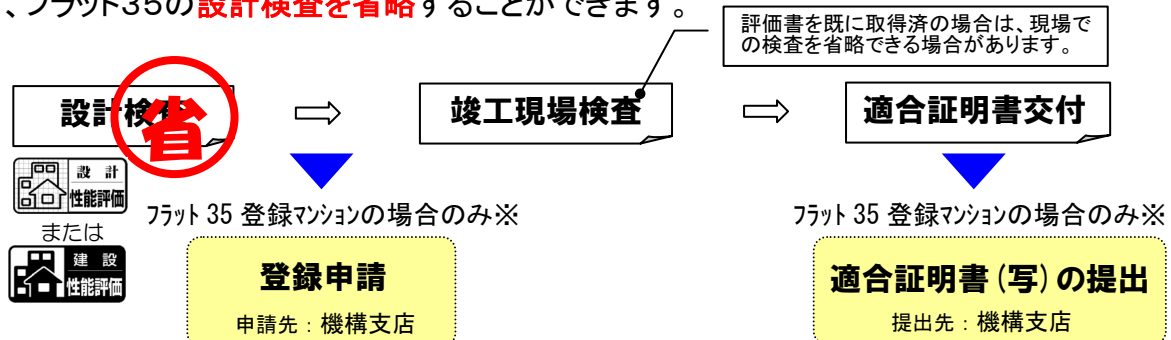 、フラット35の設計検査を省略することができます。
評価書を既に取得済の場合は、現場で
の検査を省略できる場合があります。
設計検査
省
⇨
竣工現場検査
⇨
適合証明書交付
設 計
性能評価
または
建 設
性能評価
フラット 35 登録マンションの場合のみ※
フラット 35 登録マンションの場合のみ※
登録申請
申請先：機構支店
適合証明書(写)の提出
提出先：機構支店